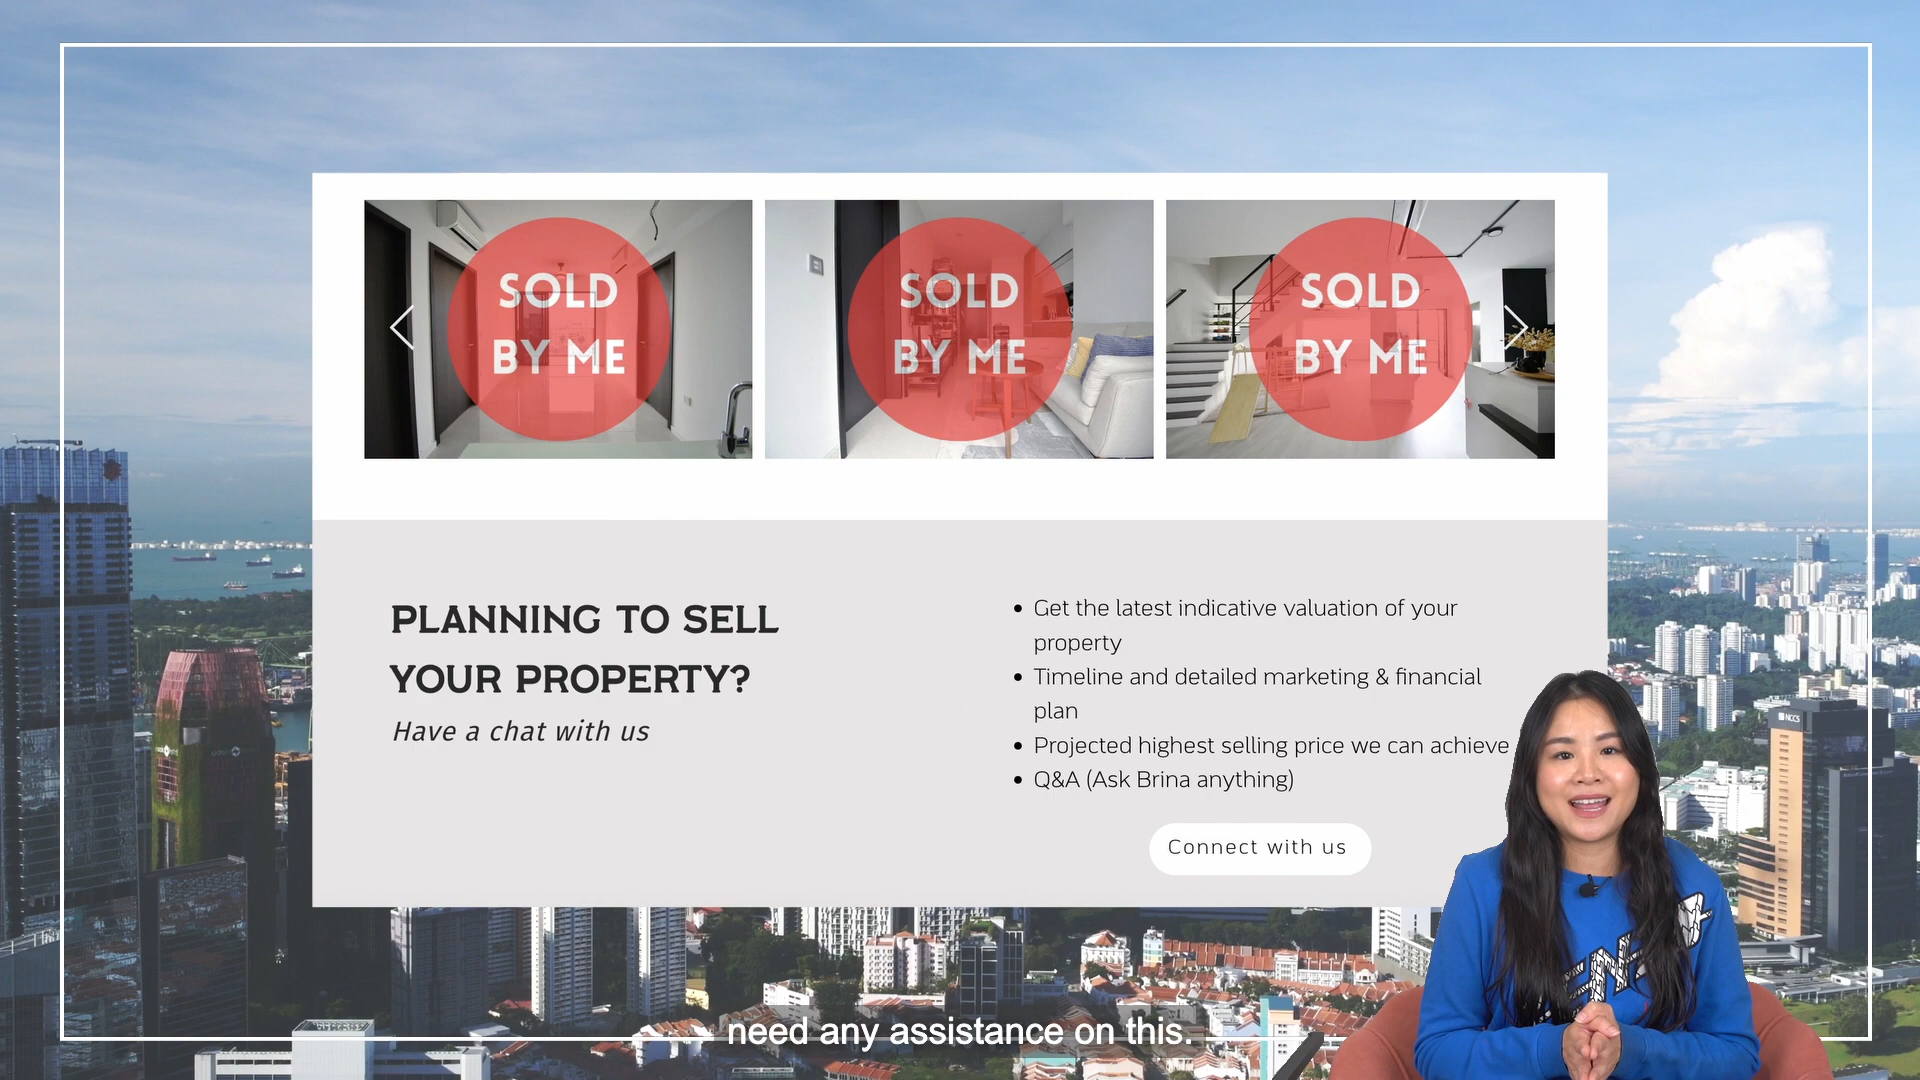 SOLD
BY ME
SOLD
BY ME
SOLD
BY ME
PLANNING TO SELL
YOUR PROPERTY?
Have a chat with us
• Get the latest indicative valuation of your
property
• Timeline and detailed marketing & financial
plan
• Projected highest selling price we can achieve
• Q&A (Ask Brina anything)
Connect with us
NCS
need any assistance on this.